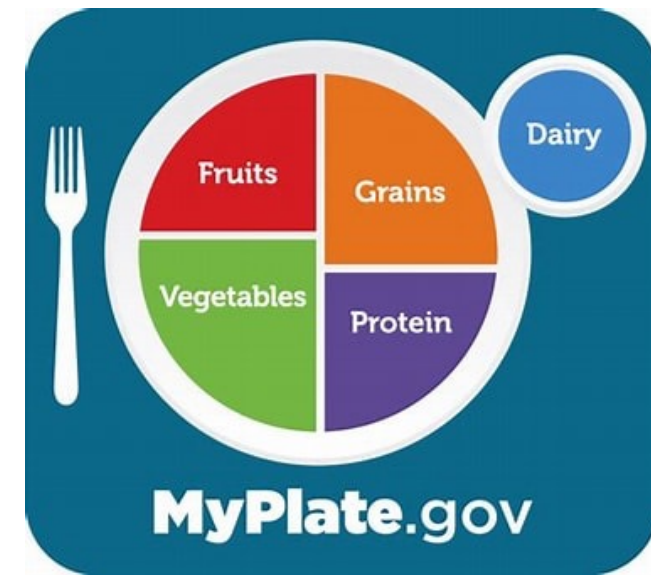 Fruits
Grains
Dairy
Vegetables
Protein
MyPlate.gov